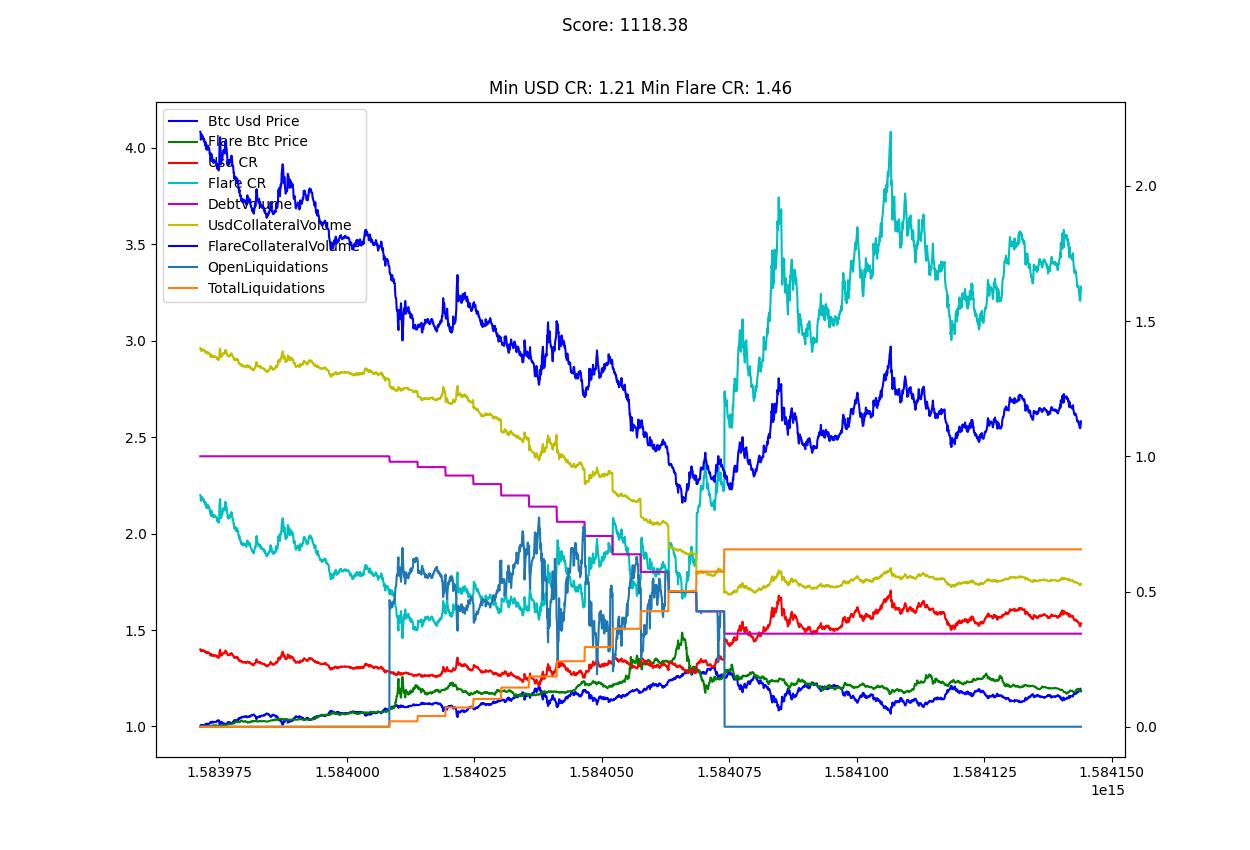 Score: 1118.38
Min USD CR: 1.21 Min Flare CR: 1.46
Btc Usd Price
Flare Btc Price
Usd CR
Flare CR
DebtVolume
UsdCollateralVolume
FlareCollateralVolume
OpenLiquidations
TotalLiquidations
4.0
3.5
3.0
2.5
2.0
1.5
1.0
2.0
1.5
1.0
0.5
0.0
1.583975 1.584000 1.584025 1.584050 1.584075 1.584100 1.584125 1.584150
1e15